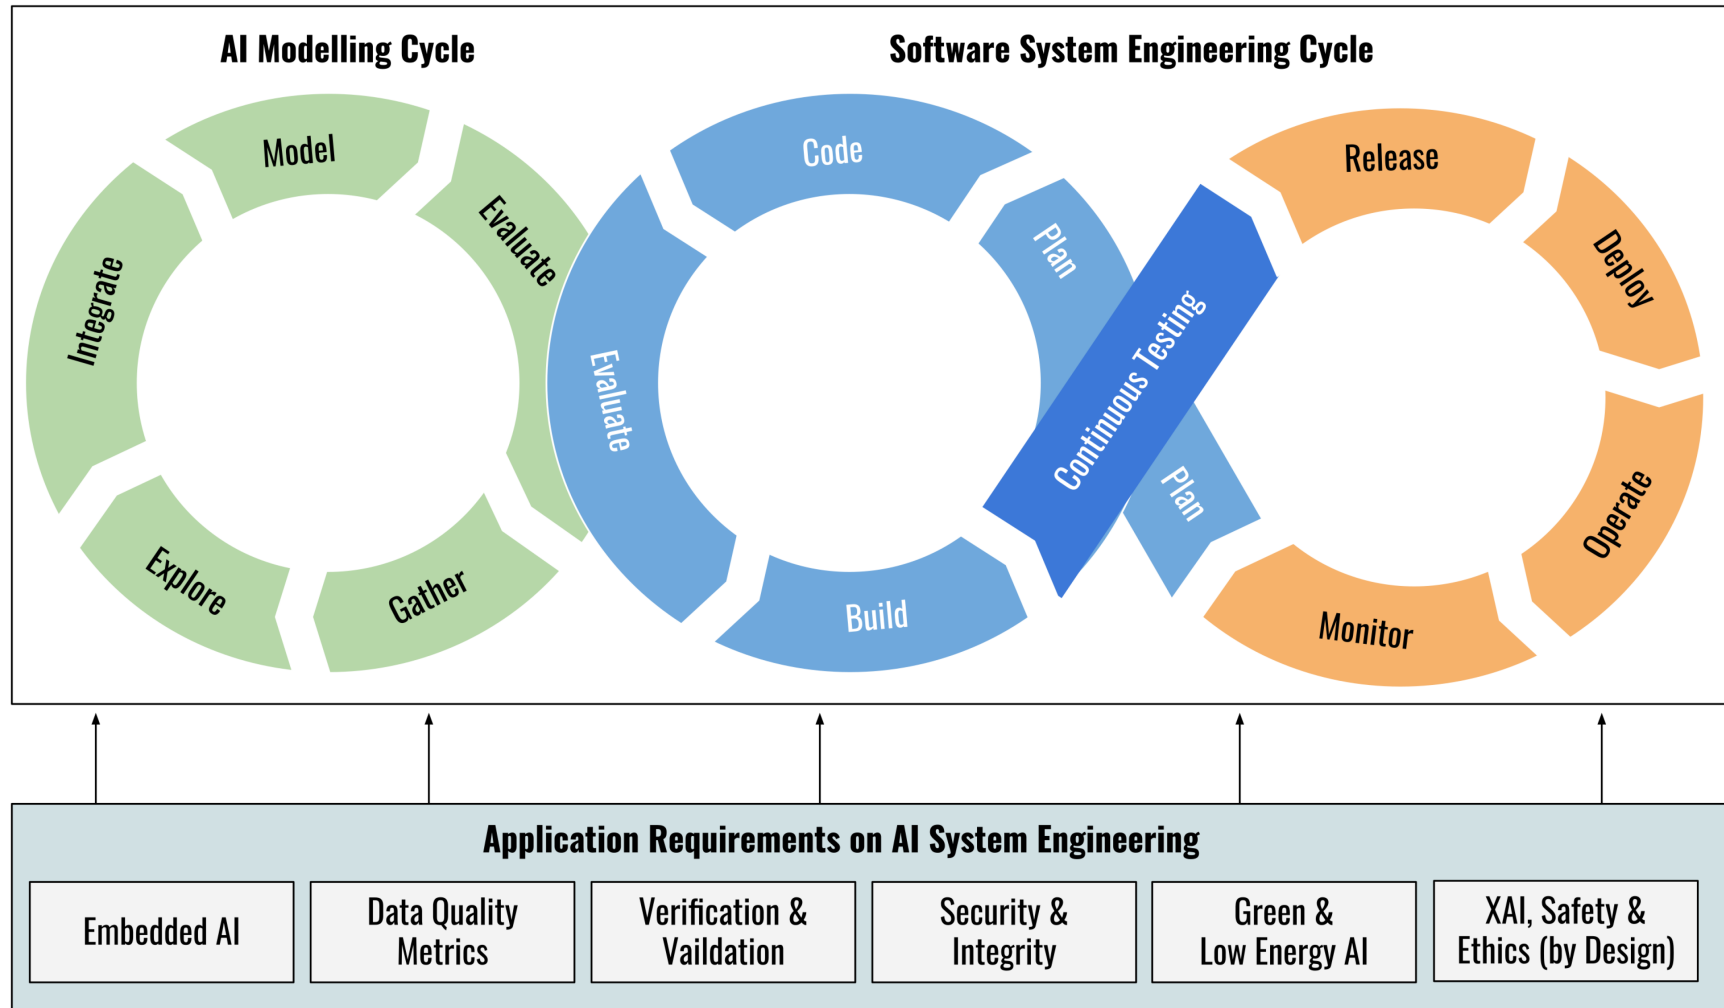 AI Modelling Cycle
Software System Engineering Cycle
Model
Evaluate
Integrate
Explore
Gather
Code
Plan
Evaluate
Build
Continuous Testing
Plan
Release
Deploy
Operate
Monitor
Application Requirements on AI System Engineering
Embedded AI
Data Quality
Metrics
Verification &
Vaildation
Security &
Integrity
Green &
Low Energy AI
XAI, Safety &
Ethics (by Design)